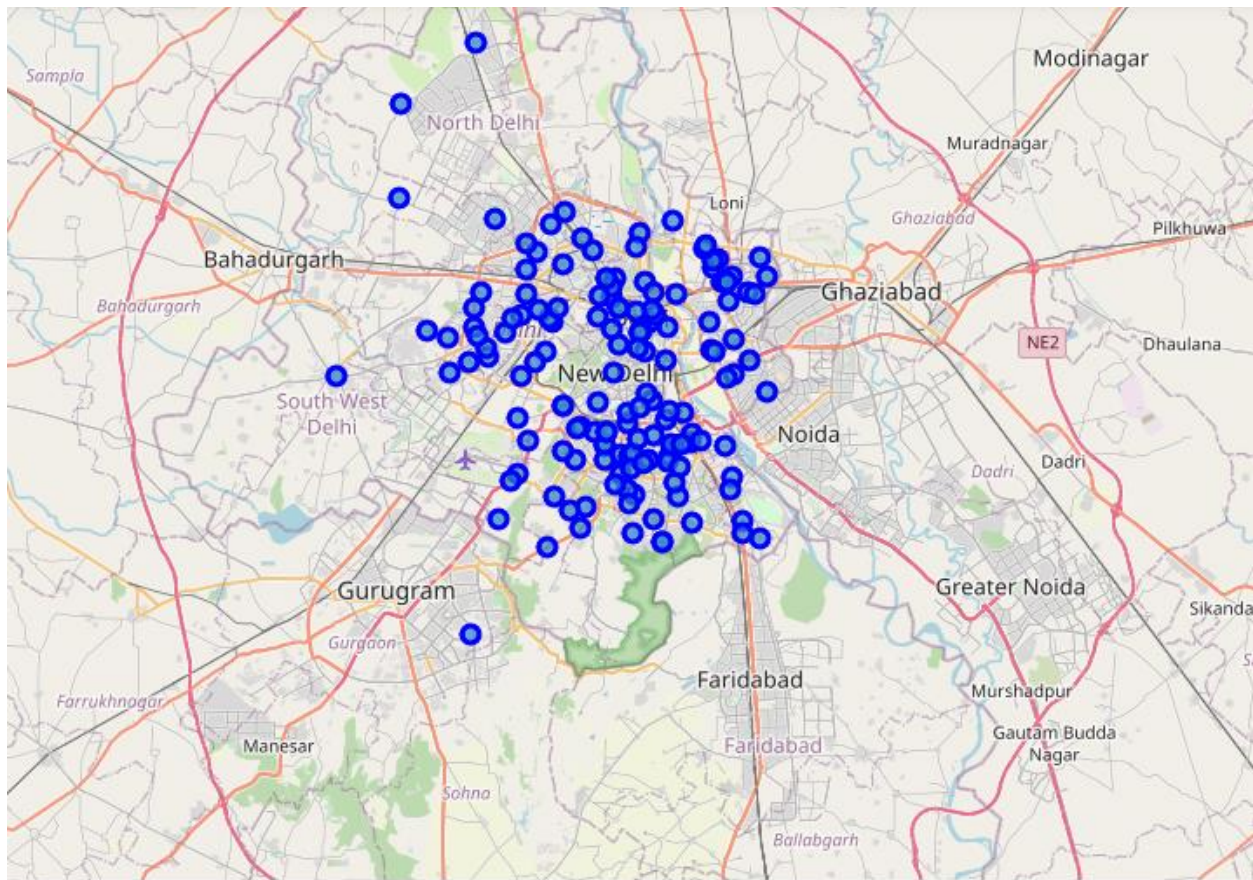 Modinagar
Sampla
North Delhi
Muradnagar
Loni
Ghaziabad
Pilkhuwa
Bahadurgarh
Ghaziabad
Bahadurgarh
NE2
Dhaulana
New Delhi
South West
Delhi
Noida
Dadri
Dadri
Gurugram
Greater Noida
Sikanda
Gurgaon
Faridabad
Farrukhnagar
Murshadpur
Gautam Budda
Nagar
Manesar
Faridabad
Sohna
Ballabgarh